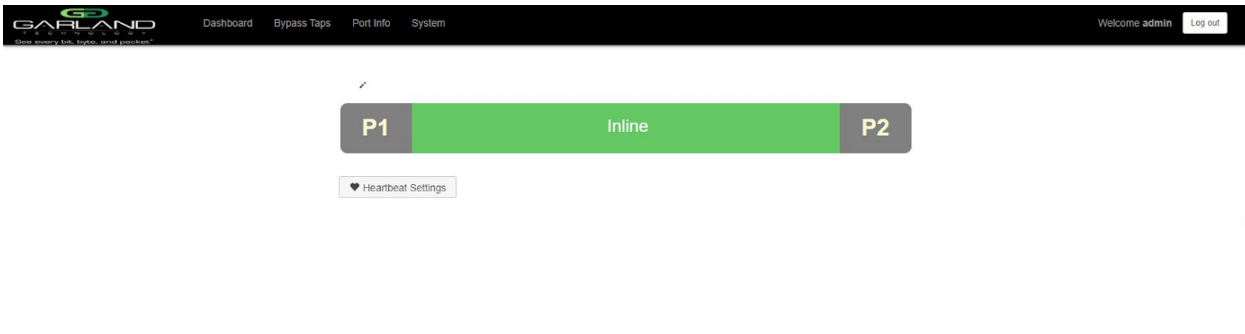 GARLAND
TECHNOLOGY
See every bit, byte, and packet®
Dashboard Bypass Taps Port Info System Welcome admin Log out
P1 Inline P2
Heartbeat Settings